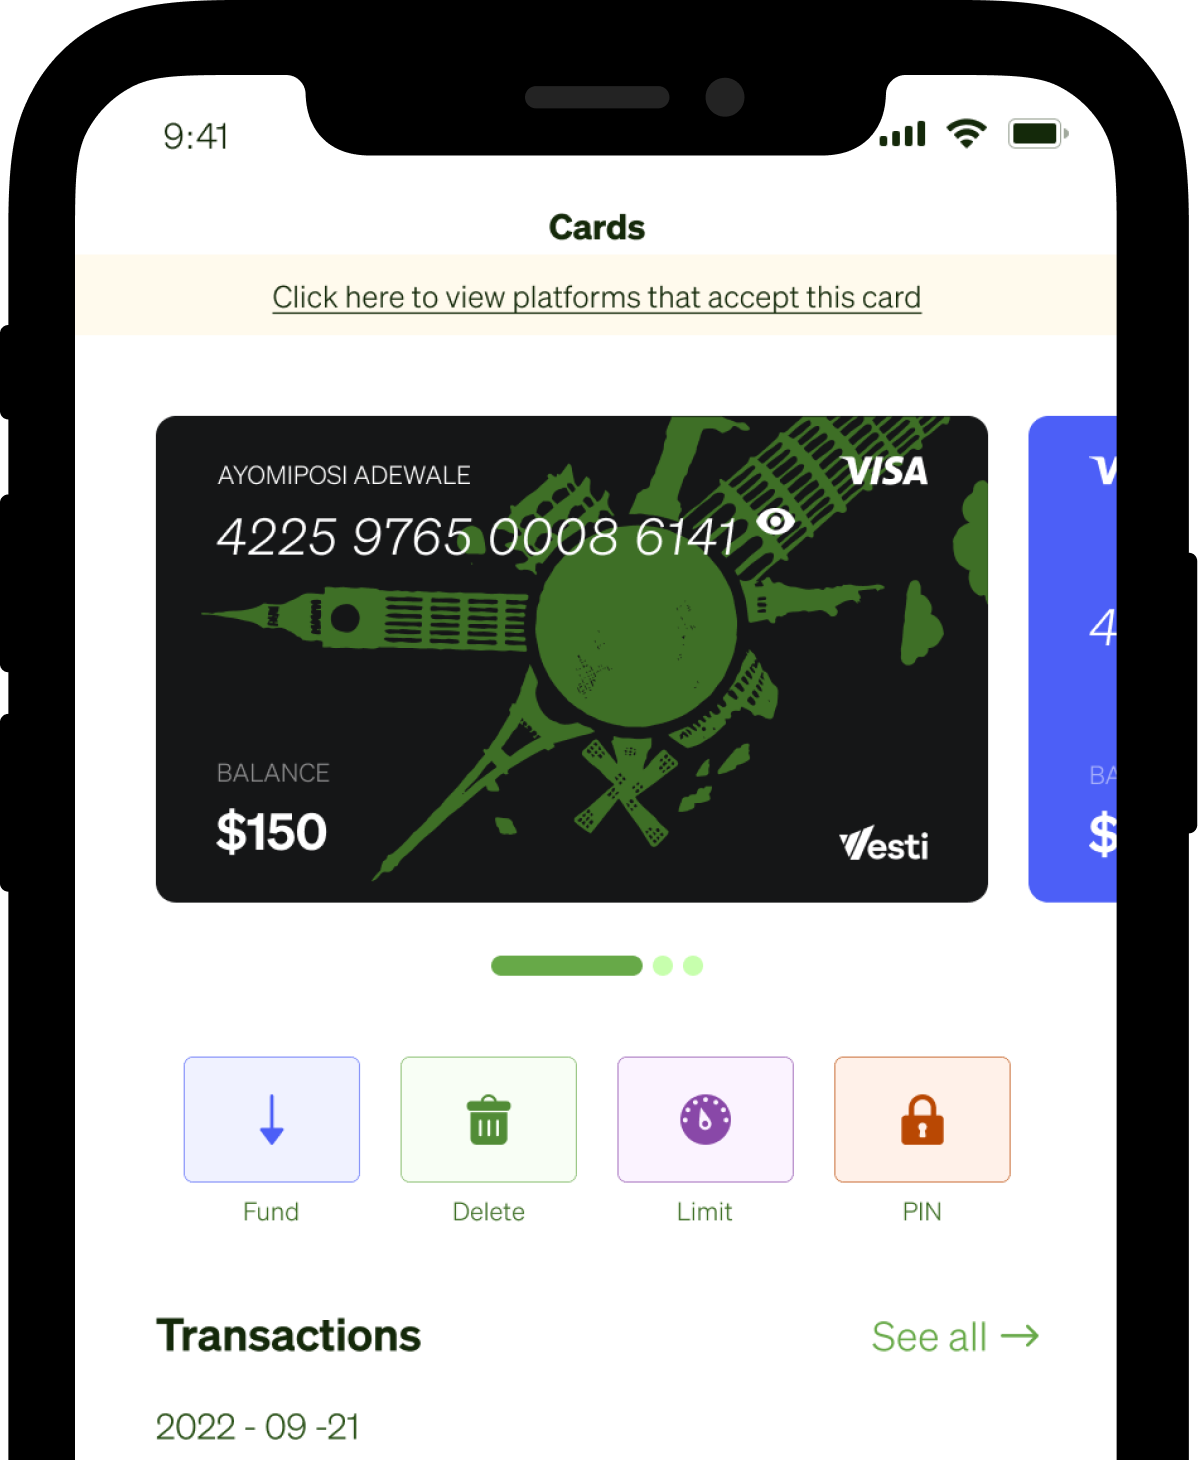 9:41
Cards
Click here to view platforms that accept this card
AYOMIPOSI ADEWALE
VISA
4225 9765 0008 6141
BALANCE
$150
Vesti
V
4
BA
$
Fund
Delete
Limit
PIN
Transactions
See all →
2022 - 09 -21